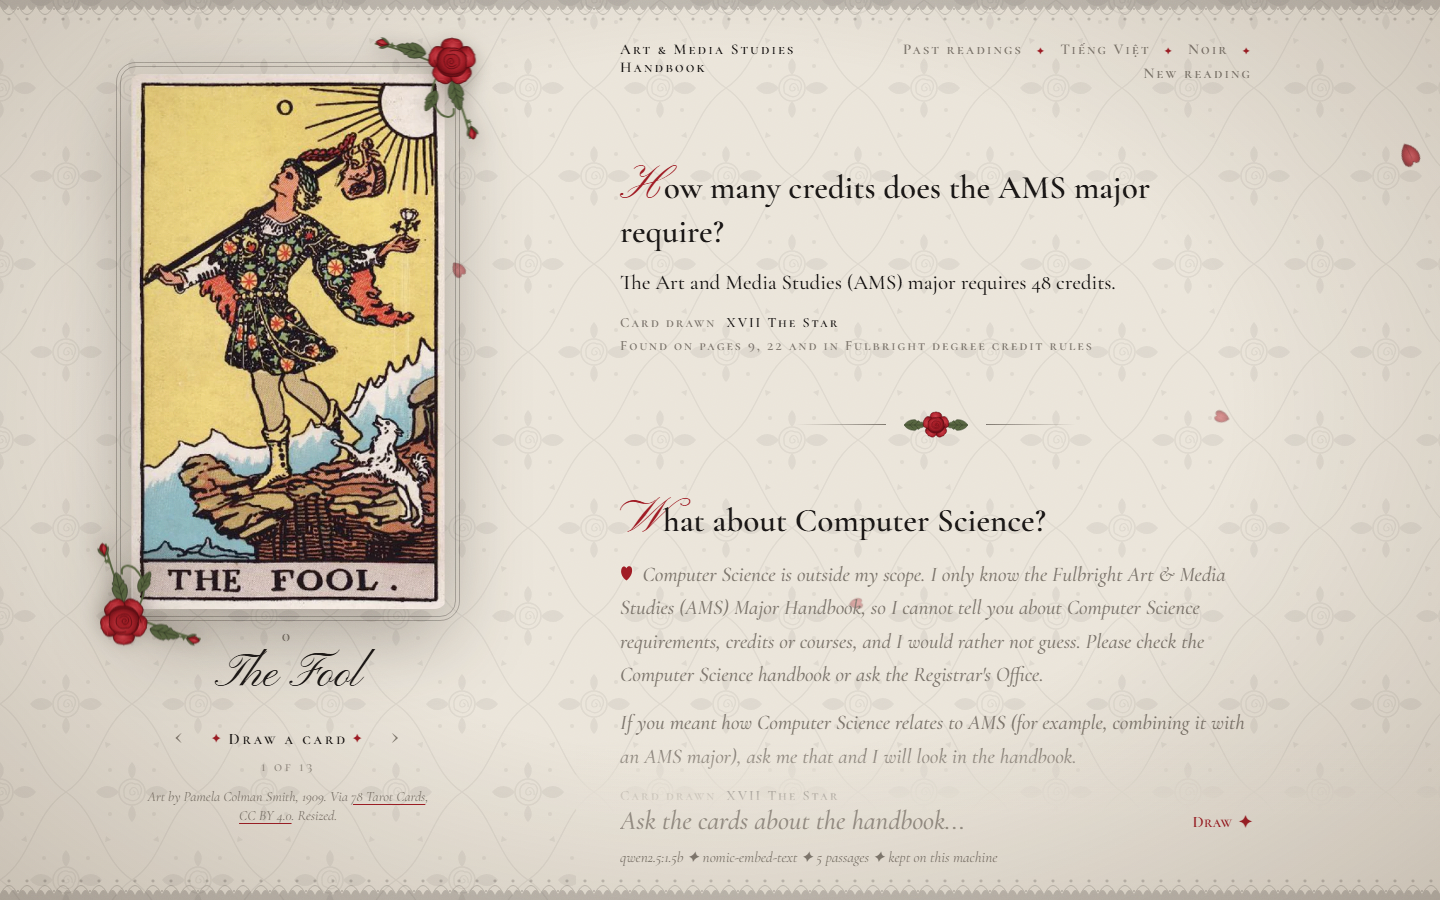 0
THE FOOL.
0
The Fool
‹ ✦ Draw a card ✦ ›
1 of 13
Art by Pamela Colman Smith, 1909. Via 78 Tarot Cards,
CC BY 4.0. Resized.
Art & Media Studies
Handbook
Past readings ✦ Tiếng Việt ✦ Noir ✦
New reading
How many credits does the AMS major
require?
The Art and Media Studies (AMS) major requires 48 credits.
Card drawn XVII The Star
Found on pages 9, 22 and in Fulbright degree credit rules
What about Computer Science?
Computer Science is outside my scope. I only know the Fulbright Art & Media
Studies (AMS) Major Handbook, so I cannot tell you about Computer Science
requirements, credits or courses, and I would rather not guess. Please check the
Computer Science handbook or ask the Registrar's Office.
If you meant how Computer Science relates to AMS (for example, combining it with
an AMS major), ask me that and I will look in the handbook.
Card drawn XVII The Star
Ask the cards about the handbook...
Draw ✦
qwen2.5:1.5b ✦ nomic-embed-text ✦ 5 passages ✦ kept on this machine